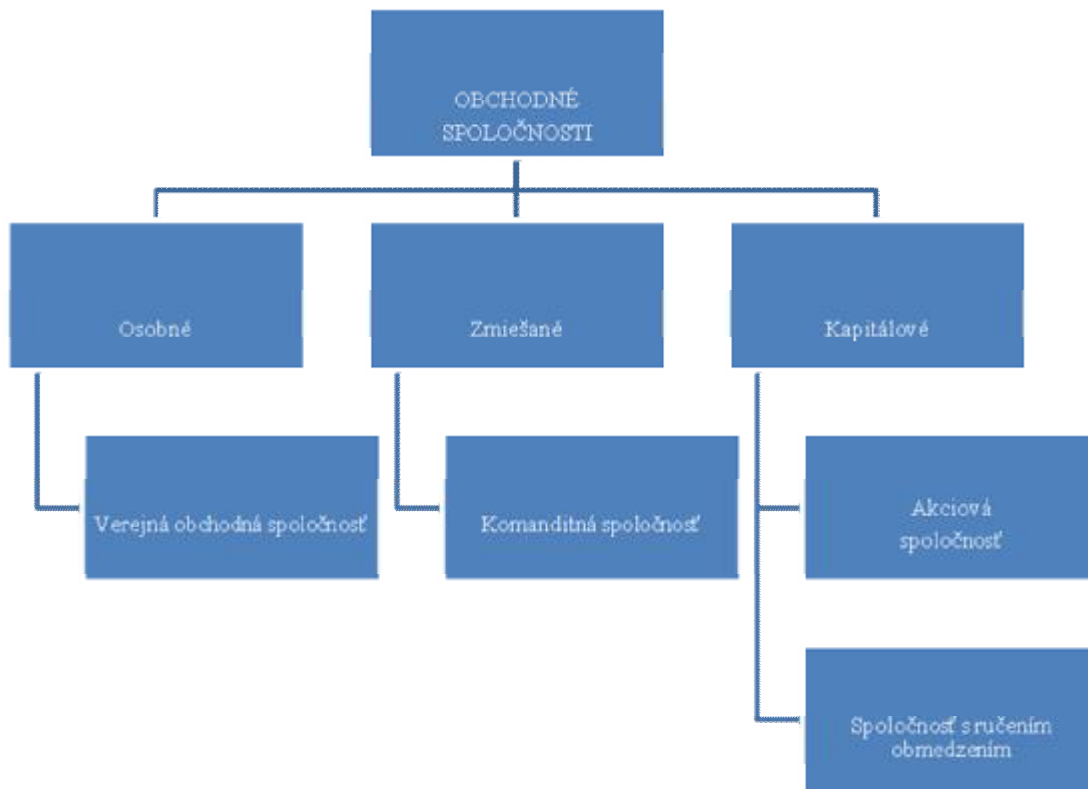 OBCHODNÉ
SPOLOČNOSTI
Osobné
Zmiešané
Kapitálové
Verejná obchodná spoločnosť
Komanditná spoločnosť
Akciová
spoločnosť
Spoločnosť s ručením
obmedzením